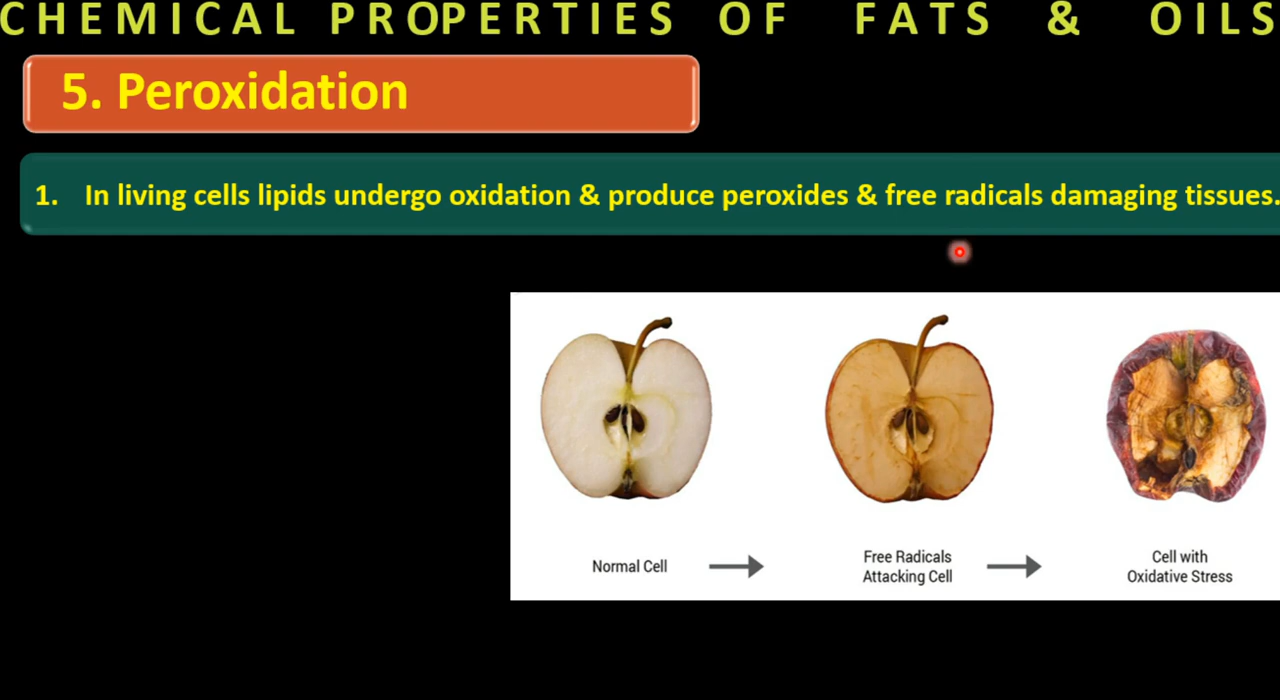 CHEMICAL PROPERTIES OF FATS & OILS
5. Peroxidation
1. In living cells lipids undergo oxidation & produce peroxides & free radicals damaging tissues.
Normal Cell
Free Radicals
Attacking Cell
Cell with
Oxidative Stress